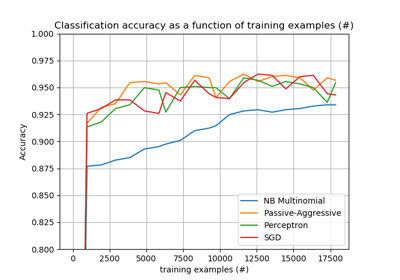 Classification accuracy as a function of training examples (#)
1.000
0.975
0.950
0.925
0.900
0.875
0.850
0.825
0.800
Accuracy
NB Multinomial
Passive-Aggressive
Perceptron
SGD
0 2500 5000 7500 10000 12500 15000 17500
training examples (#)